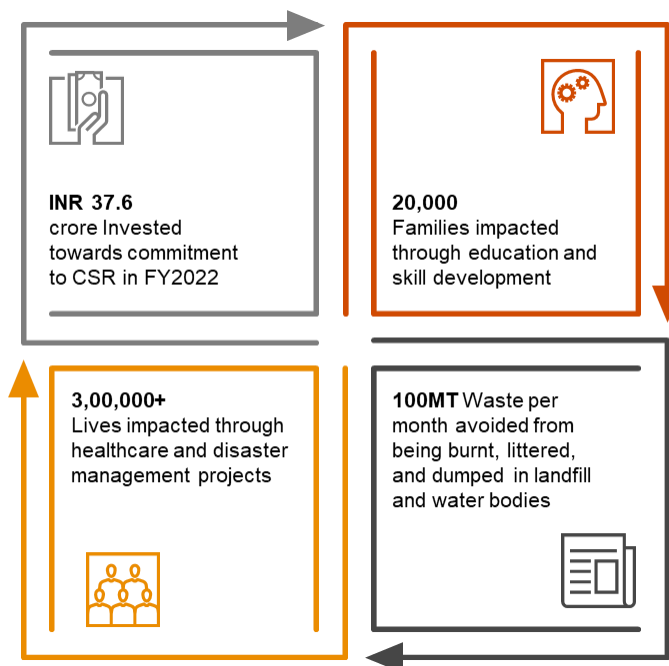 INR 37.6
crore Invested
towards commitment
to CSR in FY2022
20,000
Families impacted
through education and
skill development
3,00,000+
Lives impacted through
healthcare and disaster
management projects
100MT Waste per
month avoided from
being burnt, littered,
and dumped in landfill
and water bodies